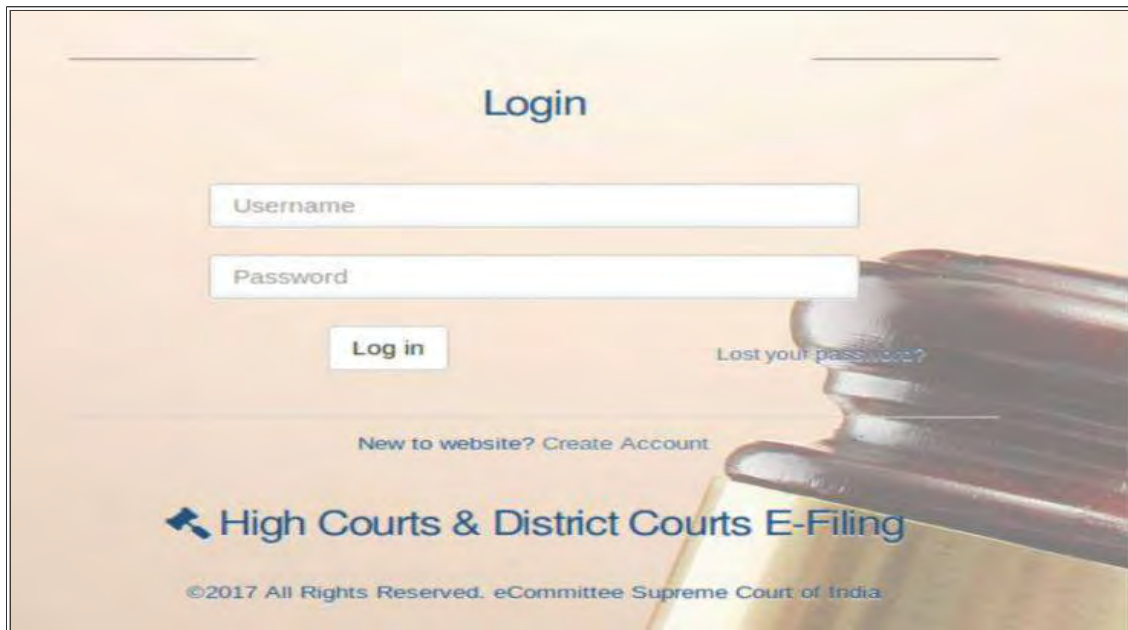 Login
Username
Password
Log in
Lost your password?
New to website? Create Account
High Courts & District Courts E-Filing
©2017 All Rights Reserved. eCommittee Supreme Court of India